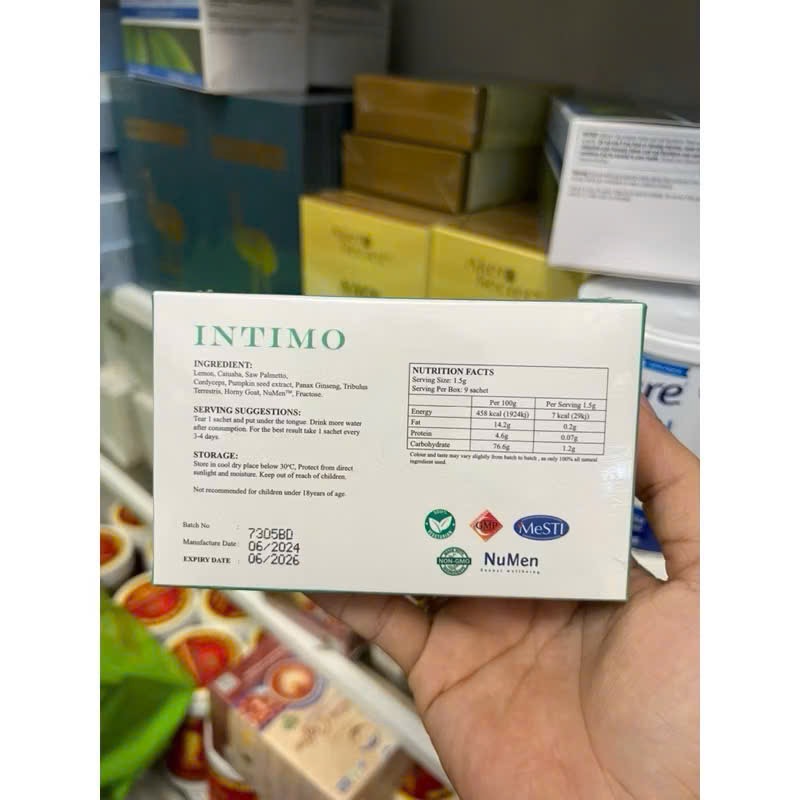 INTIMO
INGREDIENT:
Lemon, Catuaba, Saw Palmetto,
Cordyceps, Pumpkin seed extract, Panax Ginseng, Tribulus
Terrestris, Horny Goat, NuMen™, Fructose.
SERVING SUGGESTIONS:
Tear 1 sachet and put under the tongue. Drink more water
after consumption. For the best result take 1 sachet every
3-4 days.
STORAGE:
Store in cool dry place below 30°C, Protect from direct
sunlight and moisture. Keep out of reach of children.
Not recommended for children under 18years of age.
Batch No : 7305BD
Manufacture Date : 06/2024
EXPIRY DATE : 06/2026
NUTRITION FACTS
Serving Size: 1.5g
Serving Per Box: 9 sachet
Per 100g Per Serving 1.5g
Energy 458 kcal (1924kj) 7 kcal (29kj)
Fat 14.2g 0.2g
Protein 4.6g 0.07g
Carbohydrate 76.6g 1.2g
Colour and taste may vary slightly from batch to batch , as only 100% all natural
ingredient used.
VEGETARIAN
GMP
MeSTI
NON-GMO
NuMen
Sexual wellbeing